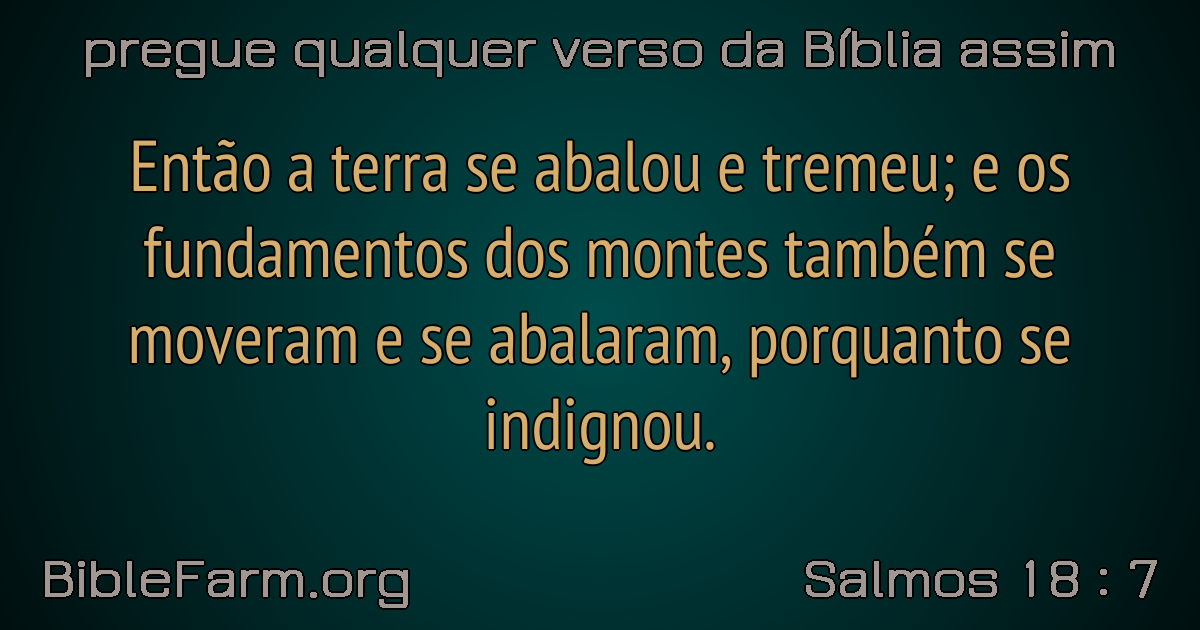 pregue qualquer verso da Bíblia assim
Então a terra se abalou e tremeu; e os
fundamentos dos montes também se
moveram e se abalaram, porquanto se
indignou.
BibleFarm.org
Salmos 18 : 7